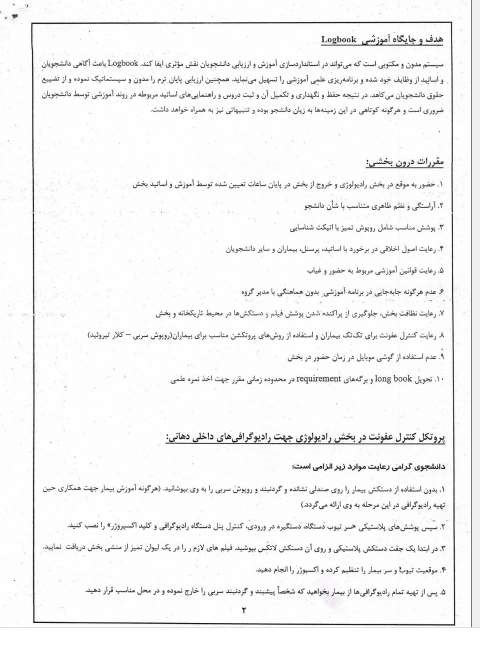 هدف و جایگاه آموزشی Logbook
سیستم مدون و مکتوبی است که می‌تواند در استانداردسازی آموزش و ارزیابی دانشجویان نقش مؤثری ایفا کند. Logbook باعث آگاهی دانشجویان
و اساتید از وظایف خود شده و برنامه‌ریزی علمی آموزشی را تسهیل می‌نماید. همچنین ارزیابی پایان ترم را مدون و سیستماتیک نموده و از تضییع
حقوق دانشجویان می‌کاهد. در نتیجه حفظ و نگهداری و تکمیل آن و ثبت دروس و راهنمایی‌های اساتید مربوطه در روند آموزشی توسط دانشجویان
ضروری است و هرگونه کوتاهی در این زمینه‌ها به زیان دانشجو بوده و تنبیهاتی نیز به همراه خواهد داشت.
مقررات درون بخشی:
۱. حضور به موقع در بخش رادیولوژی و خروج از بخش در پایان ساعات تعیین شده توسط آموزش و اساتید بخش
۲. آراستگی و نظم ظاهری متناسب با شأن دانشجو
۳. پوشش مناسب شامل روپوش تمیز با اتیکت شناسایی
۴. رعایت اصول اخلاقی در برخورد با اساتید، پرسنل، بیماران و سایر دانشجویان
۵. رعایت قوانین آموزشی مربوط به حضور و غیاب
۶. عدم هرگونه جابه‌جایی در برنامه آموزشی بدون هماهنگی با مدیر گروه
۷. رعایت نظافت بخش، جلوگیری از پراکنده شدن پوشش فیلم و دستکش‌ها در محیط تاریکخانه و بخش
۸. رعایت کنترل عفونت برای تک‌تک بیماران و استفاده از روش‌های پروتکشن مناسب برای بیماران(روپوش سربی – کلار تیروئید)
۹. عدم استفاده از گوشی موبایل در زمان حضور در بخش
۱۰. تحویل long book و برگه‌های requirement در محدوده زمانی مقرر جهت اخذ نمره علمی
پروتکل کنترل عفونت در بخش رادیولوژی جهت رادیوگرافی‌های داخلی دهانی:
دانشجوی گرامی رعایت موارد زیر الزامی است:
۱. بدون استفاده از دستکش بیمار را روی صندلی نشانده و گردنبند و روپوش سربی را به وی بپوشانید. (هرگونه آموزش بیمار جهت همکاری حین
تهیه رادیوگرافی در این مرحله به وی ارائه می‌گردد.)
۲. سپس پوشش‌های پلاستیکی «سر تیوب دستگاه، دستگیره در ورودی، کنترل پنل دستگاه رادیوگرافی و کلید اکسپوژر» را نصب کنید.
۳. در ابتدا یک جفت دستکش پلاستیکی و روی آن دستکش لاتکس بپوشید. فیلم های لازم را در یک لیوان تمیز از منشی بخش دریافت نمایید.
۴. موقعیت تیوب و سر بیمار را تنظیم کرده و اکسپوژر را انجام دهید.
۵. پس از تهیه تمام رادیوگرافی‌ها از بیمار بخواهید که شخصاً پیشبند و گردنبند سربی را خارج نموده و در محل مناسب قرار دهید.
۲